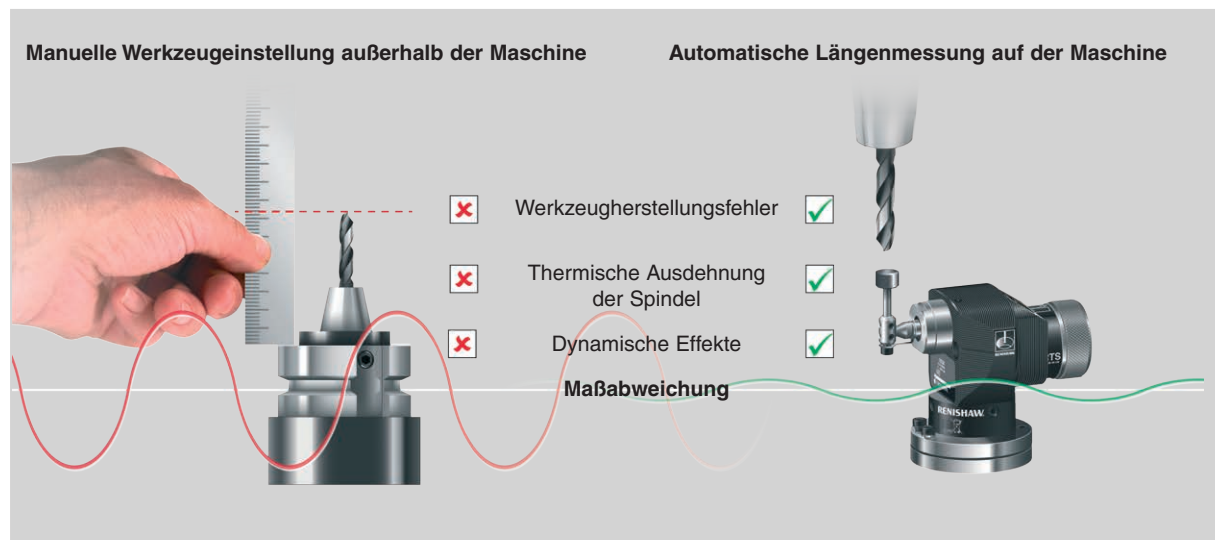 Manuelle Werkzeugeinstellung außerhalb der Maschine
Automatische Längenmessung auf der Maschine
Werkzeugherstellungsfehler
Thermische Ausdehnung
der Spindel
Dynamische Effekte
Maßabweichung
RENISHAW